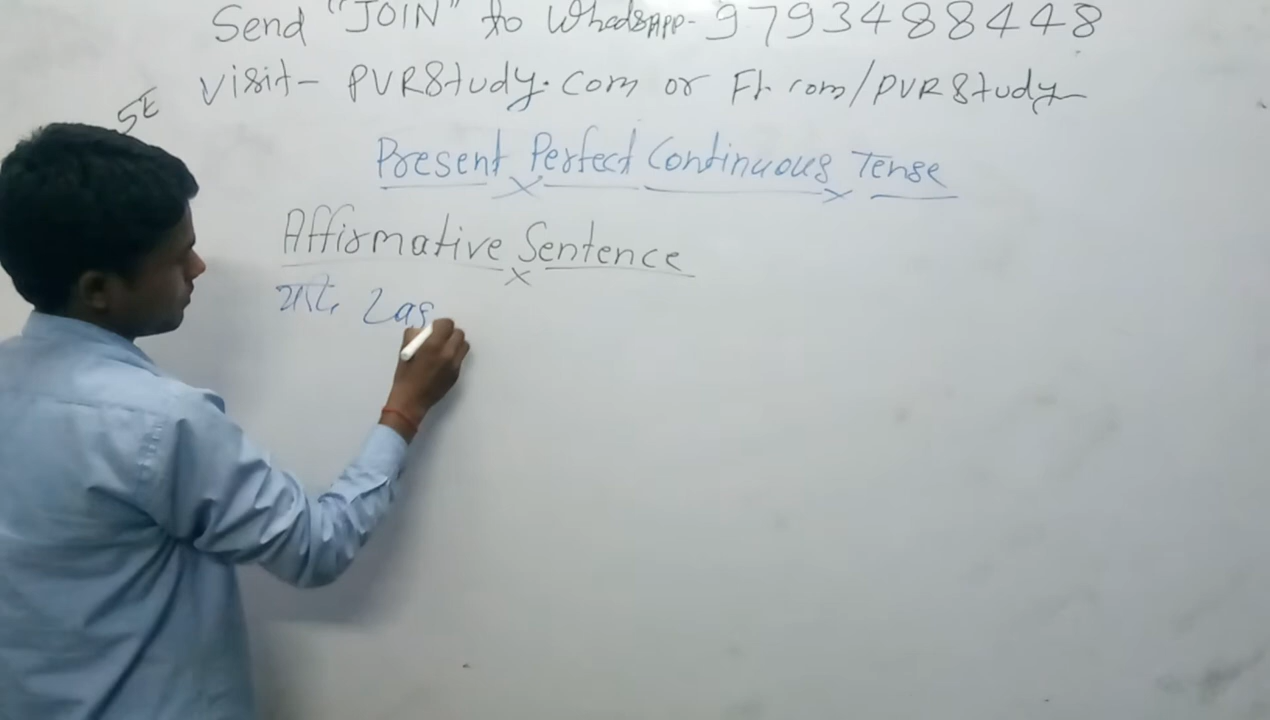 Send "JOIN" to WhatsApp- 9793488448
visit- PVRStudy.com or Fb.com/PVRStudy
SE
Present Perfect Continuous Tense
Affirmative Sentence
Las